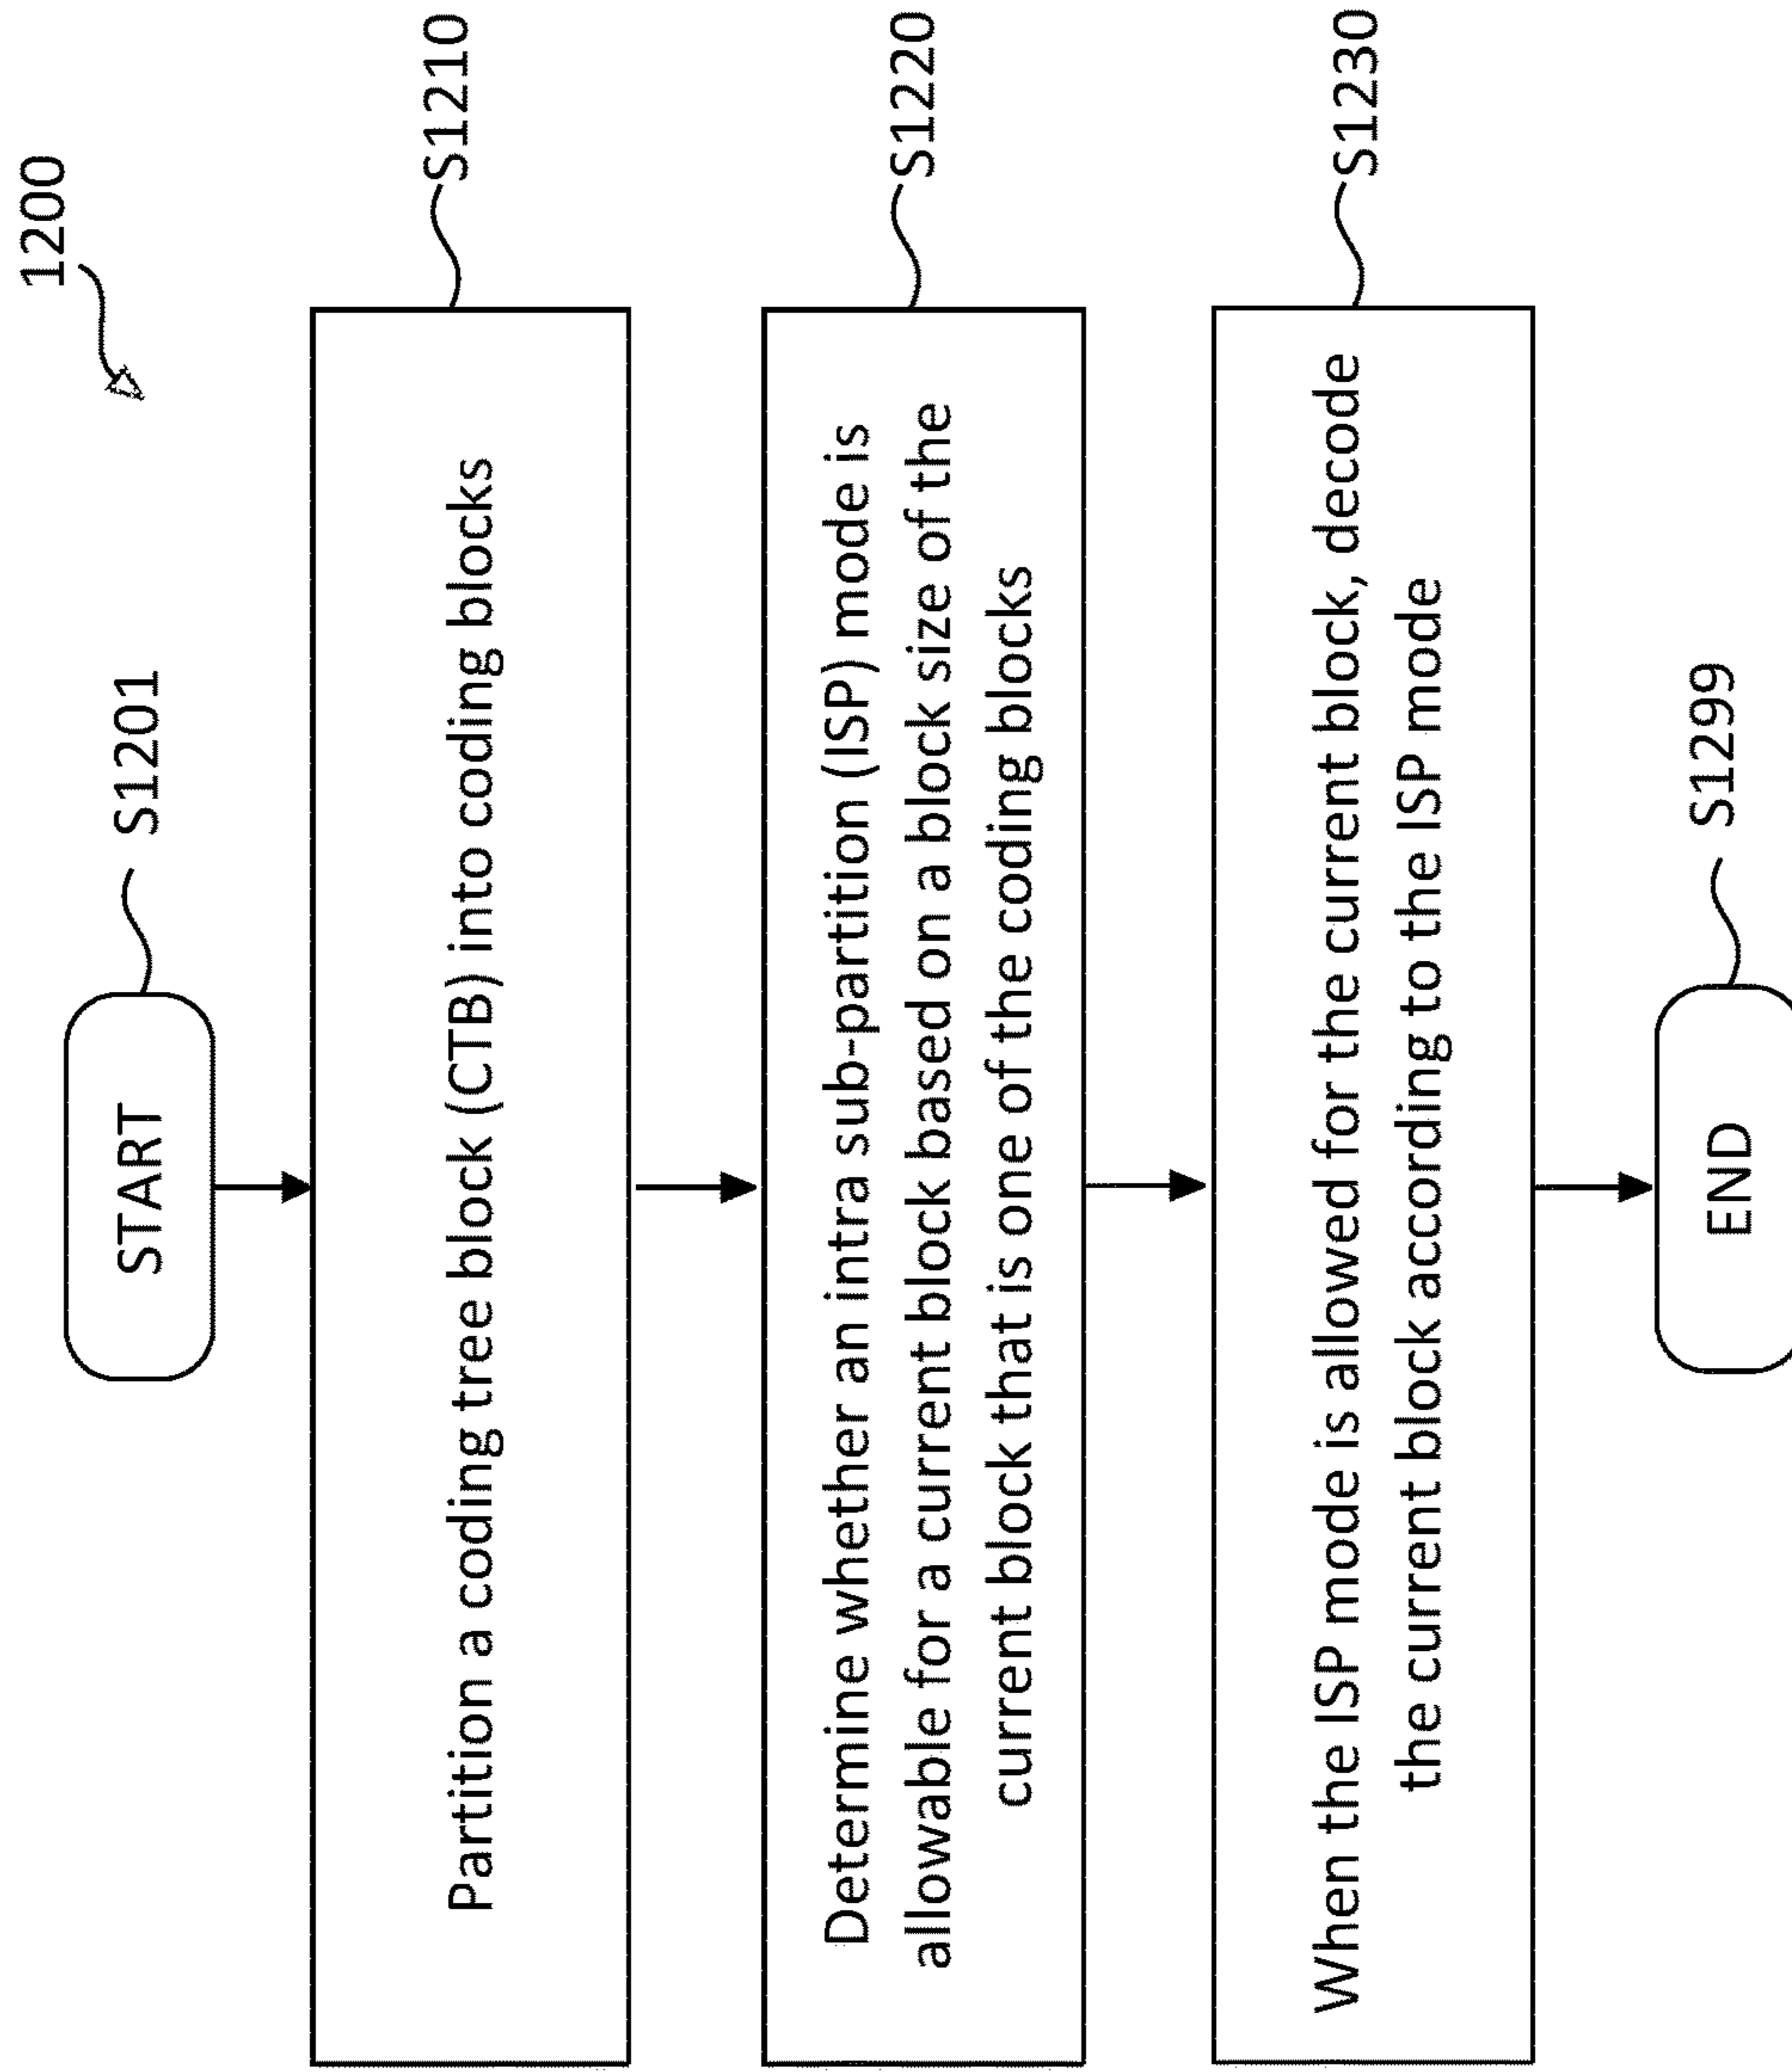 1200
START
S1201
Partition a coding tree block (CTB) into coding blocks
S1210
Determine whether an intra sub-partition (ISP) mode is
allowable for a current block based on a block size of the
current block that is one of the coding blocks
S1220
When the ISP mode is allowed for the current block, decode
the current block according to the ISP mode
S1230
END
S1299